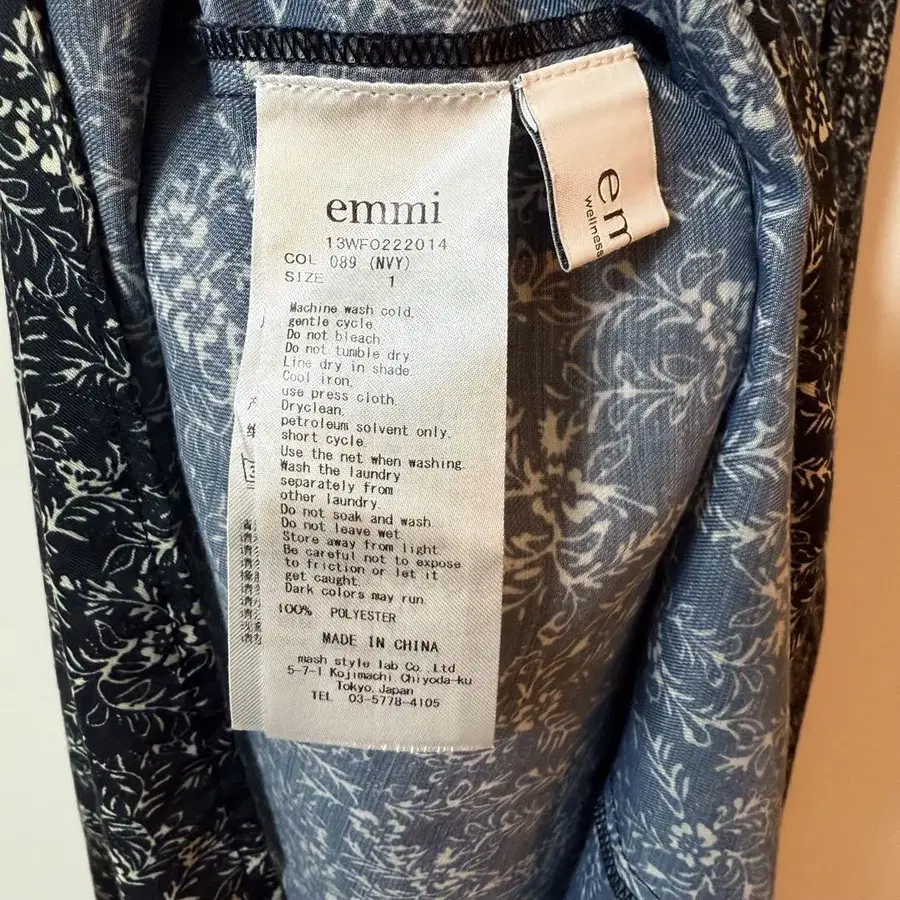 emmi
13WFO222014
COL 089 (NVY)
SIZE 1
Machine wash cold.
gentle cycle
Do not bleach
Do not tumble dry.
Line dry in shade.
Cool iron.
use press cloth.
Dryclean.
petroleum solvent only.
short cycle.
Use the net when washing.
Wash the laundry
separately from
other laundry
Do not soak and wash
Do not leave wet
Store away from light
Be careful not to expose
to friction or let it
get caught.
Dark colors may run
100% POLYESTER
MADE IN CHINA
mash style lab Co.,Ltd
5-7-1 Kojimachi, Chiyoda-ku
Tokyo, Japan
TEL 03-5778-4105
em
wellness